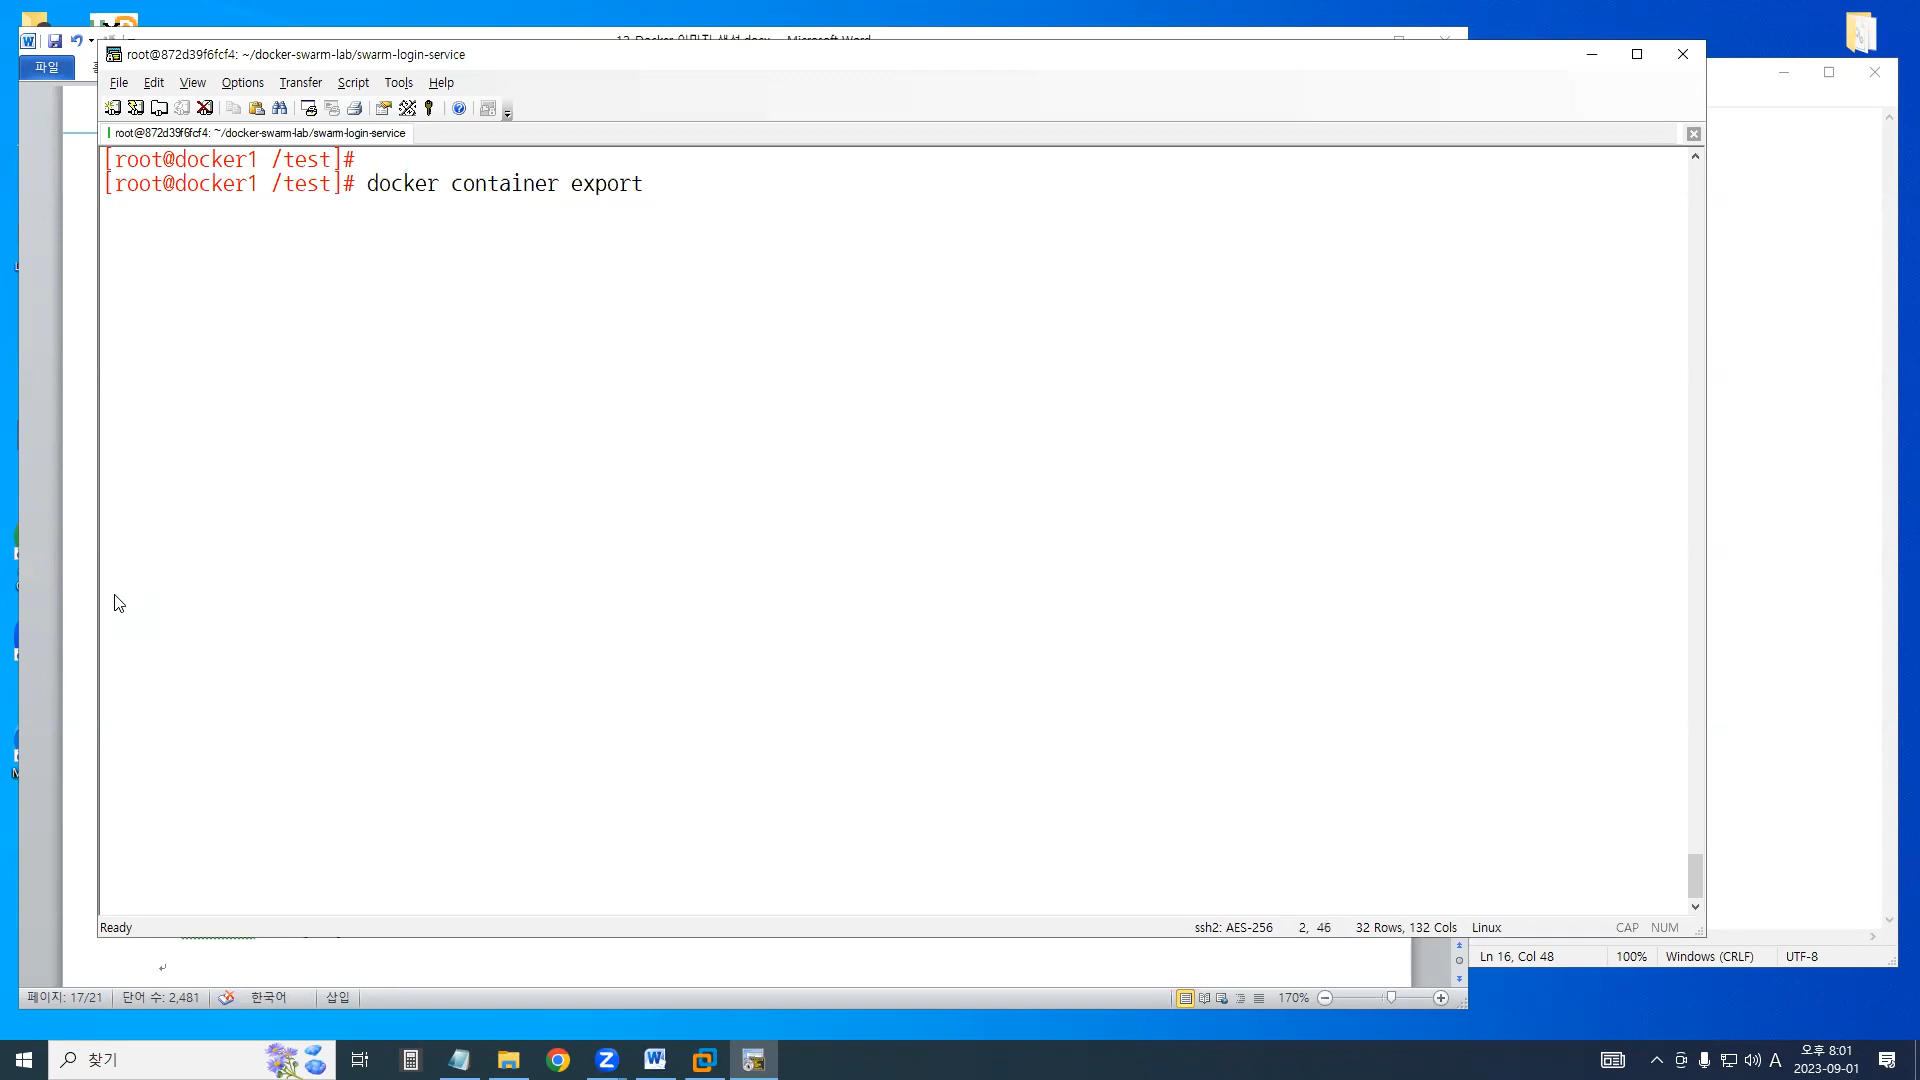 root@872d39f6fcf4: ~/docker-swarm-lab/swarm-login-service
파일
File Edit View Options Transfer Script Tools Help
root@872d39f6fcf4: ~/docker-swarm-lab/swarm-login-service
[root@docker1 /test]#
[root@docker1 /test]# docker container export
Ready
ssh2: AES-256 2, 46 32 Rows, 132 Cols Linux CAP NUM
Ln 16, Col 48 100% Windows (CRLF) UTF-8
페이지: 17/21 단어 수: 2,481 한국어 삽입 170%
찾기
A
오후 8:01
2023-09-01